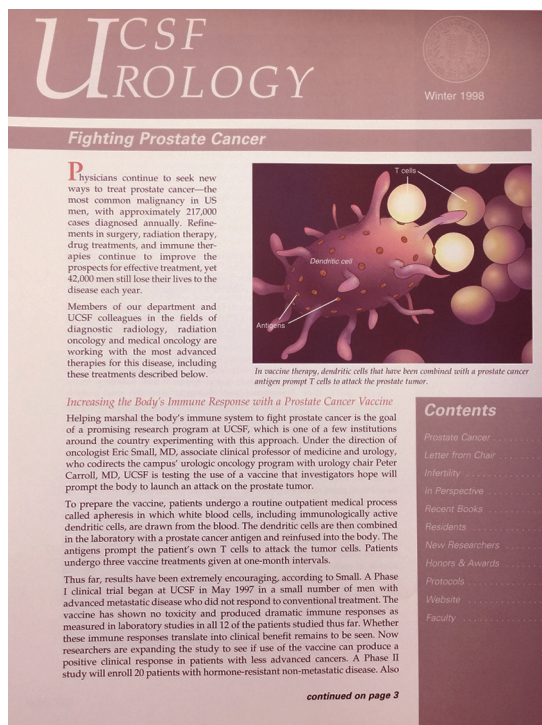 UCSF
UROLOGY
Winter 1998
Fighting Prostate Cancer
Physicians continue to seek new
ways to treat prostate cancer—the
most common malignancy in US
men, with approximately 217,000
cases diagnosed annually. Refine-
ments in surgery, radiation therapy,
drug treatments, and immune ther-
apies continue to improve the
prospects for effective treatment, yet
42,000 men still lose their lives to the
disease each year.
Members of our department and
UCSF colleagues in the fields of
diagnostic radiology, radiation
oncology and medical oncology are
working with the most advanced
therapies for this disease, including
these treatments described below.
T cells
Dendritic cell
Antigens
In vaccine therapy, dendritic cells that have been combined with a prostate cancer
antigen prompt T cells to attack the prostate tumor.
Increasing the Body's Immune Response with a Prostate Cancer Vaccine
Helping marshal the body's immune system to fight prostate cancer is the goal
of a promising research program at UCSF, which is one of a few institutions
around the country experimenting with this approach. Under the direction of
oncologist Eric Small, MD, associate clinical professor of medicine and urology,
who codirects the campus' urologic oncology program with urology chair Peter
Carroll, MD, UCSF is testing the use of a vaccine that investigators hope will
prompt the body to launch an attack on the prostate tumor.
To prepare the vaccine, patients undergo a routine outpatient medical process
called apheresis in which white blood cells, including immunologically active
dendritic cells, are drawn from the blood. The dendritic cells are then combined
in the laboratory with a prostate cancer antigen and reinfused into the body. The
antigens prompt the patient's own T cells to attack the tumor cells. Patients
undergo three vaccine treatments given at one-month intervals.
Thus far, results have been extremely encouraging, according to Small. A Phase
I clinical trial began at UCSF in May 1997 in a small number of men with
advanced metastatic disease who did not respond to conventional treatment. The
vaccine has shown no toxicity and produced dramatic immune responses as
measured in laboratory studies in all 12 of the patients studied thus far. Whether
these immune responses translate into clinical benefit remains to be seen. Now
researchers are expanding the study to see if use of the vaccine can produce a
positive clinical response in patients with less advanced cancers. A Phase II
study will enroll 20 patients with hormone-resistant non-metastatic disease. Also
continued on page 3
Contents
Prostate Cancer . . . . . . . . .
Letter from Chair . . . . . . . .
Infertility . . . . . . . . . . . . . .
In Perspective . . . . . . . . . .
Recent Books . . . . . . . . . .
Residents . . . . . . . . . . . . .
New Researchers . . . . . . .
Honors & Awards . . . . . . .
Protocols . . . . . . . . . . . . .
Website . . . . . . . . . . . . . .
Faculty . . . . . . . . . . . . . . .